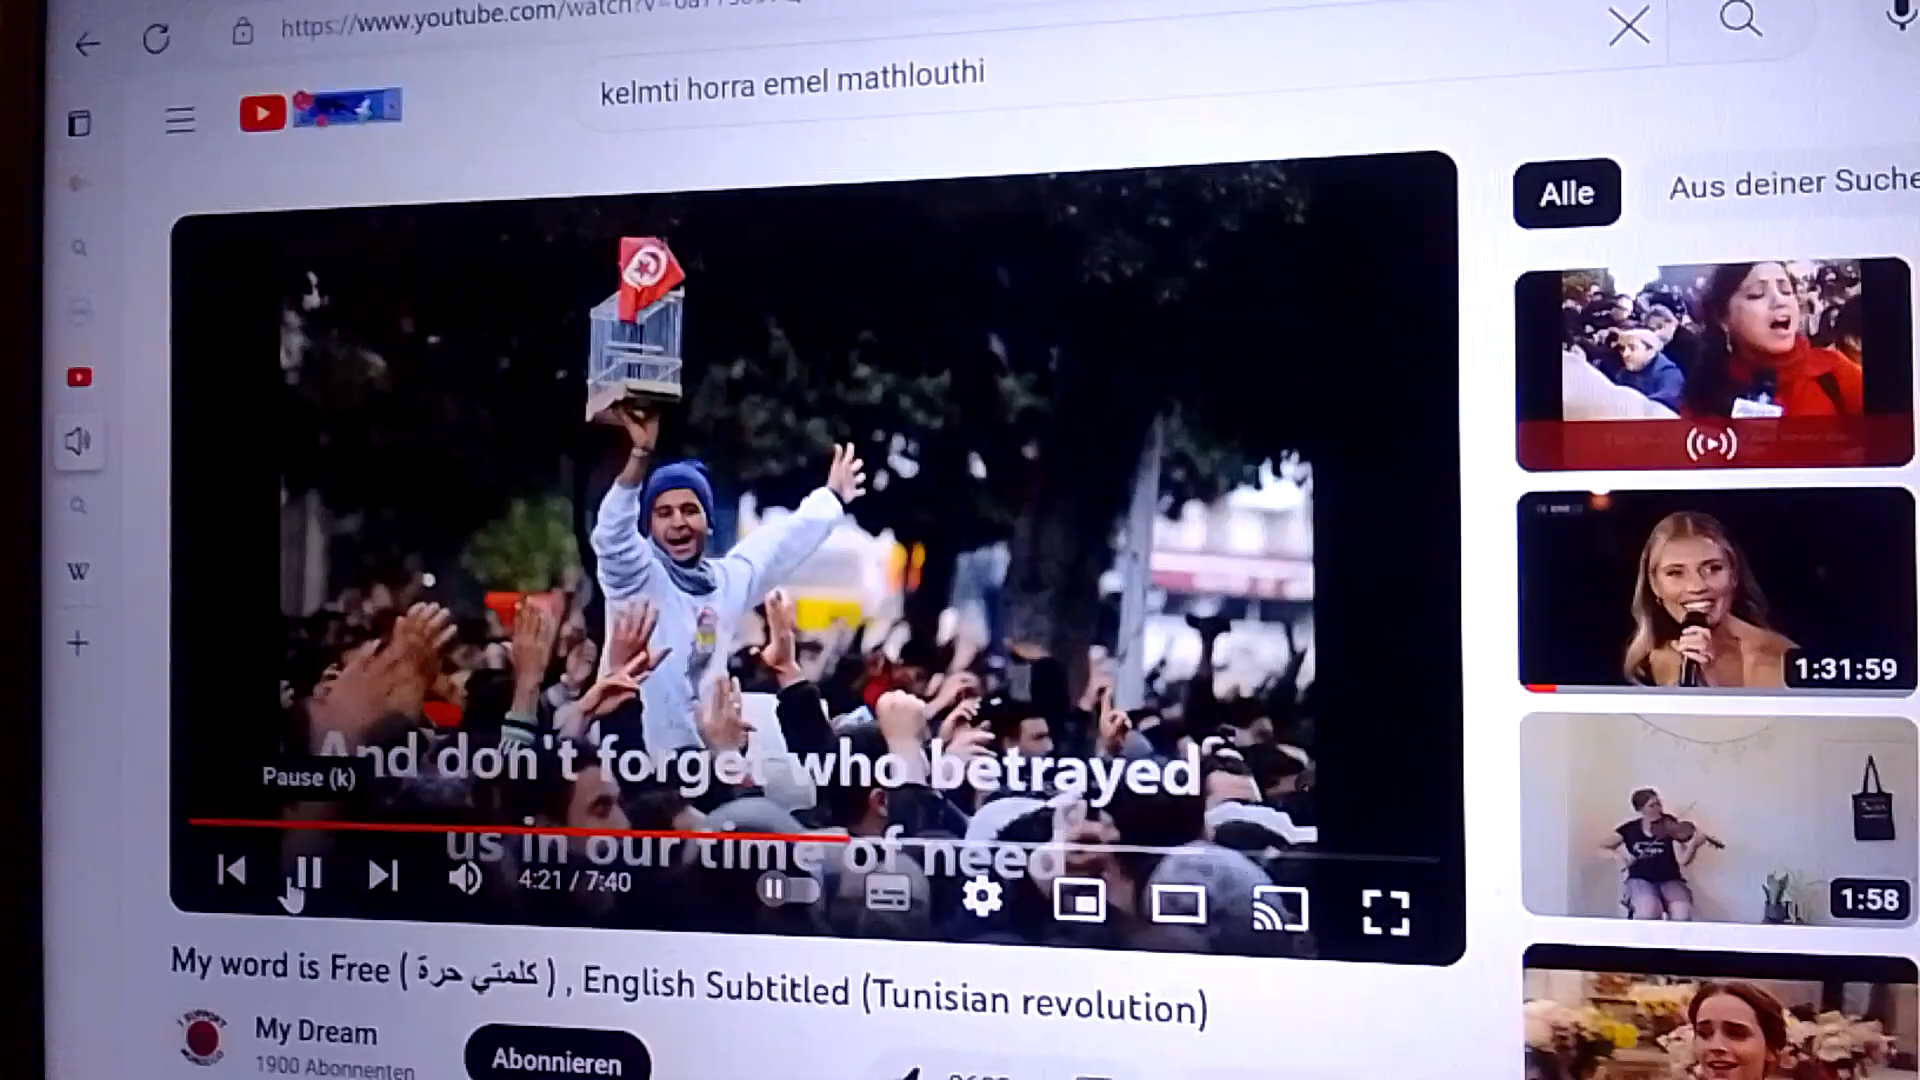 https://www.youtube.com/watch?v=
kelmti horra emel mathlouthi
Alle
Aus deiner Suche
And don't forget who betrayed
us in our time of need
Pause (k)
4:21 / 7:40
1:31:59
1:58
My word is Free ( كلمتي حرة ) , English Subtitled (Tunisian revolution)
My Dream
1900 Abonnenten
Abonnieren
W